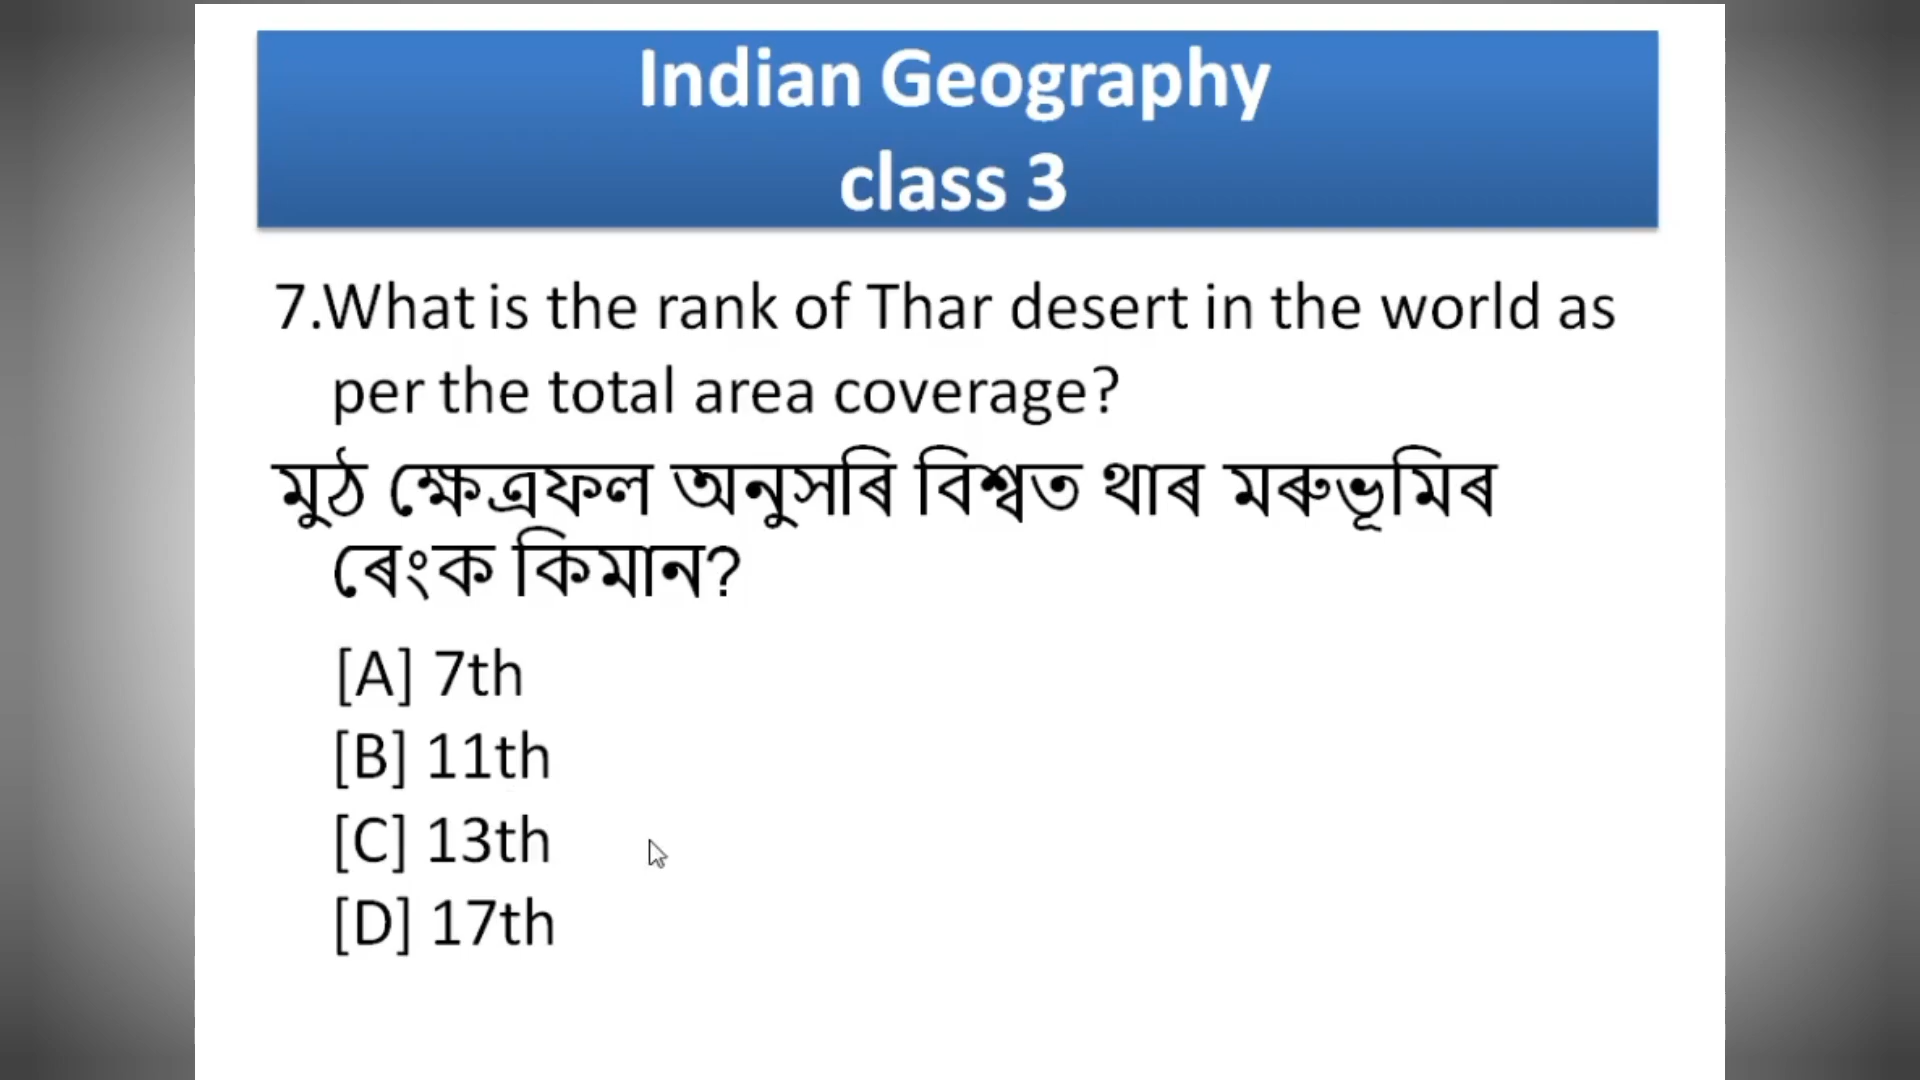 Indian Geography
class 3
7.What is the rank of Thar desert in the world as
per the total area coverage?
মুঠ ক্ষেত্ৰফল অনুসৰি বিশ্বত থাৰ মৰুভূমিৰ
ৰেংক কিমান?
[A] 7th
[B] 11th
[C] 13th
[D] 17th